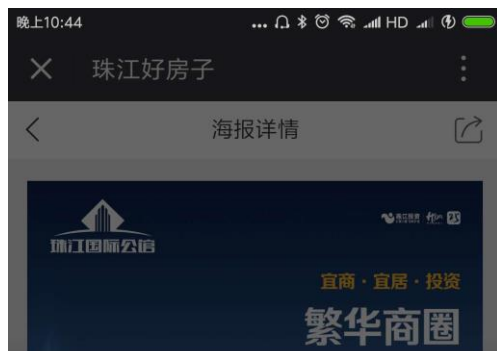 晚上10:44 ... HD
珠江好房子
海报详情
珠江国际公馆
宜商·宜居·投资
繁华商圈